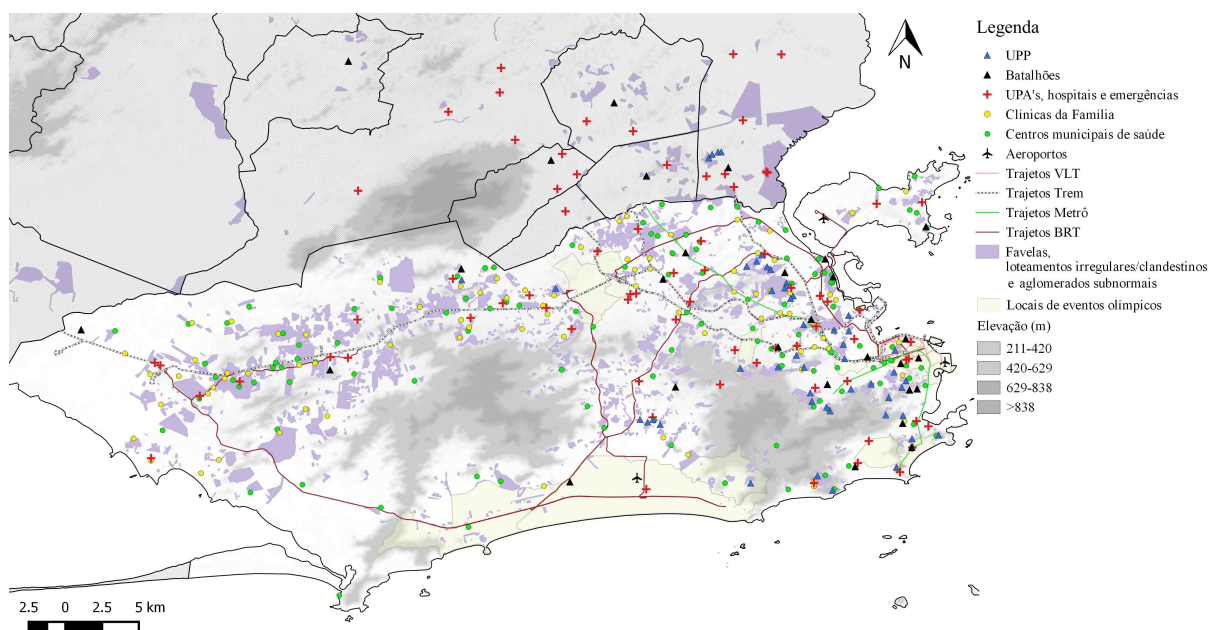 N
Legenda
UPP
Batalhões
UPA's, hospitais e emergências
Clínicas da Família
Centros municipais de saúde
Aeroportos
Trajetos VLT
Trajetos Trem
Trajetos Metrô
Trajetos BRT
Favelas,
loteamentos irregulares/clandestinos
e aglomerados subnormais
Locais de eventos olímpicos
Elevação (m)
211-420
420-629
629-838
>838
2.5 0 2.5 5 km